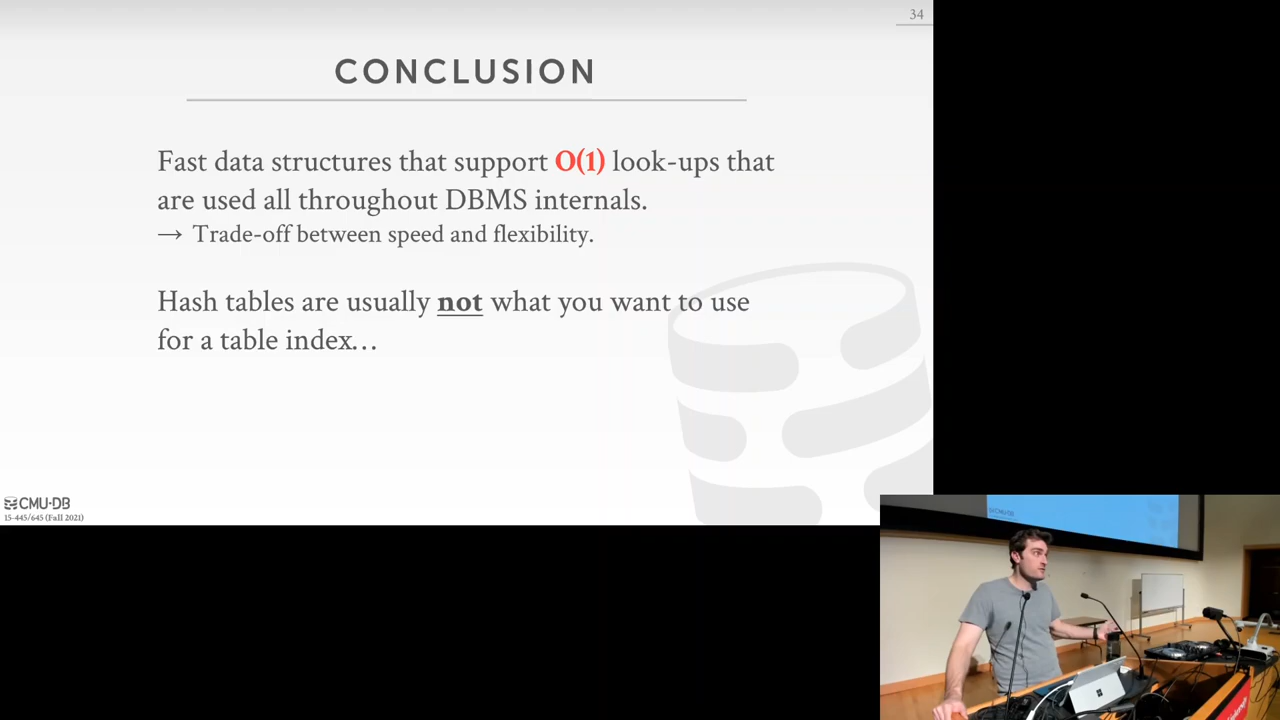 34
CONCLUSION
Fast data structures that support O(1) look-ups that
are used all throughout DBMS internals.
→ Trade-off between speed and flexibility.
Hash tables are usually not what you want to use
for a table index…
CMU·DB
15-445/645 (Fall 2021)